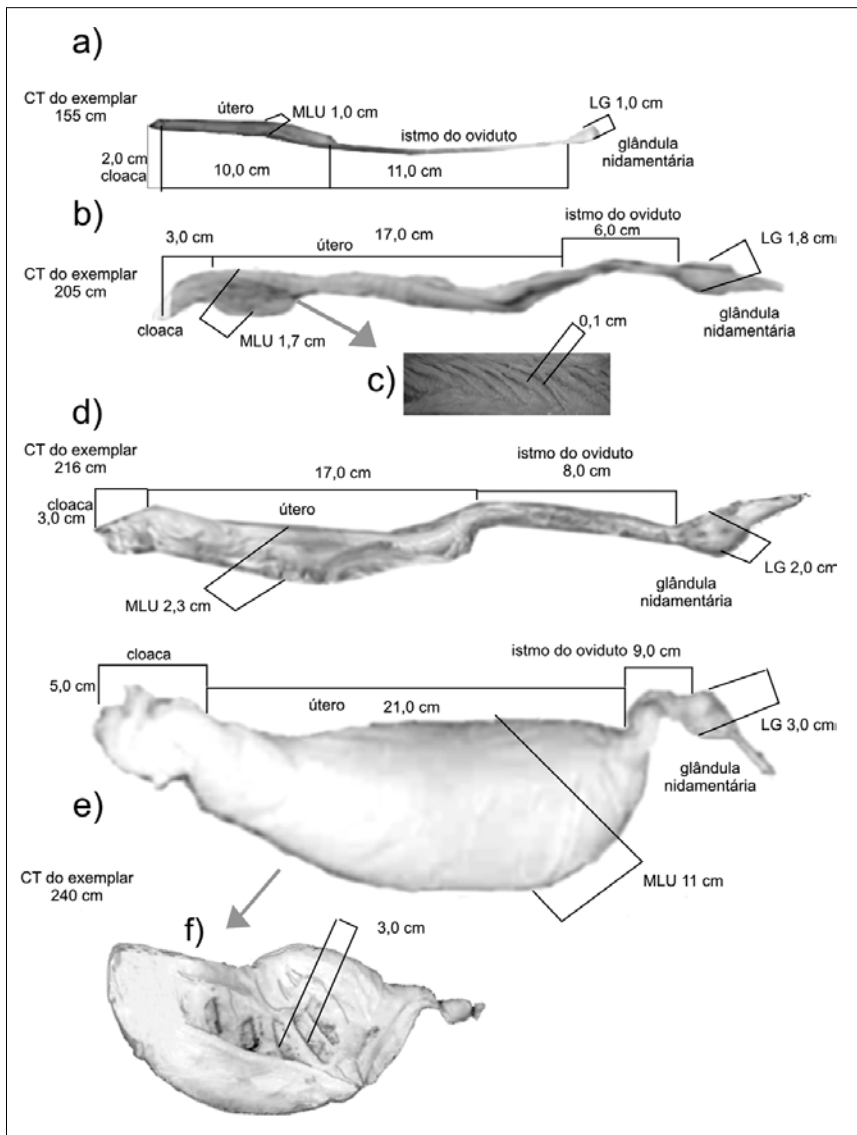 a)
CT do exemplar
155 cm
útero
MLU 1,0 cm
istmo do oviduto
LG 1,0 cm
glândula
nidamentária
2,0 cm
cloaca
10,0 cm
11,0 cm
b)
CT do exemplar
205 cm
3,0 cm
útero
17,0 cm
istmo do oviduto
6,0 cm
LG 1,8 cm
cloaca
MLU 1,7 cm
glândula
nidamentária
c)
0,1 cm
d)
CT do exemplar
216 cm
cloaca
3,0 cm
17,0 cm
útero
istmo do oviduto
8,0 cm
MLU 2,3 cm
glândula
nidamentária
LG 2,0 cm
cloaca
5,0 cm
útero
21,0 cm
istmo do oviduto 9,0 cm
LG 3,0 cm
glândula
nidamentária
e)
CT do exemplar
240 cm
MLU 11 cm
f)
3,0 cm